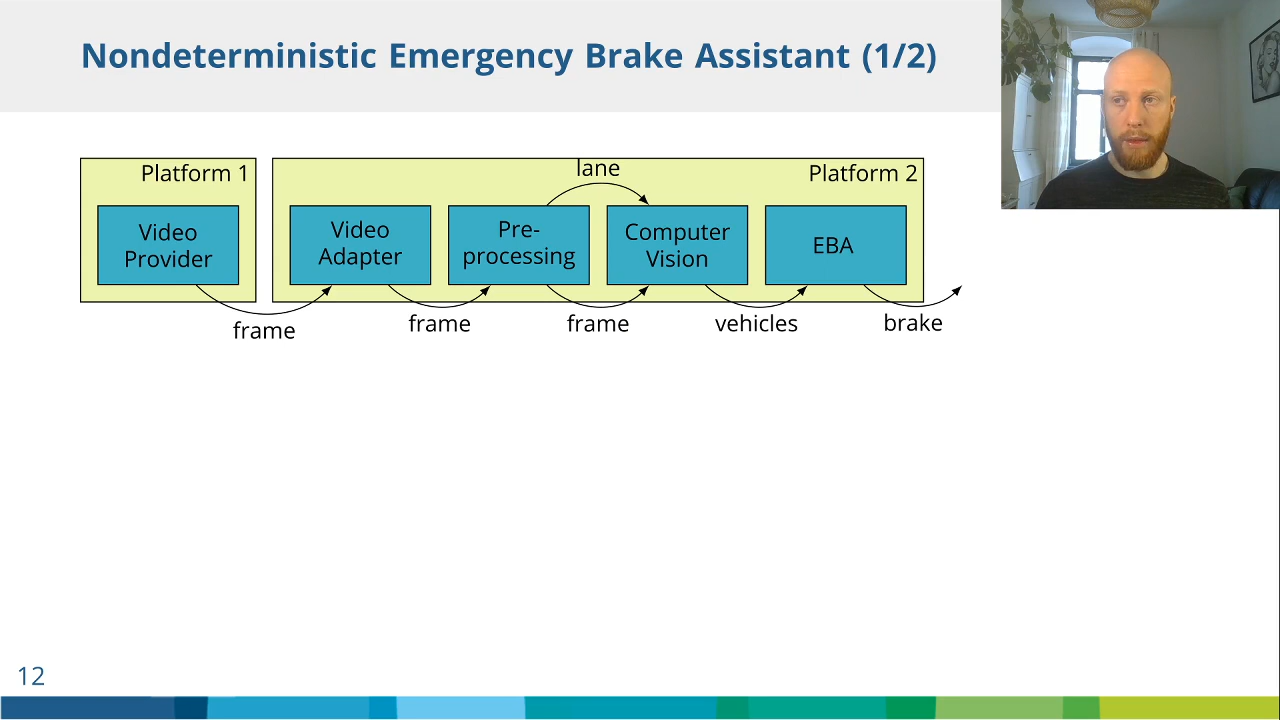 Nondeterministic Emergency Brake Assistant (1/2)
Platform 1
lane
Platform 2
Video
Provider
Video
Adapter
Pre-
processing
Computer
Vision
EBA
frame
frame
frame
vehicles
brake
12